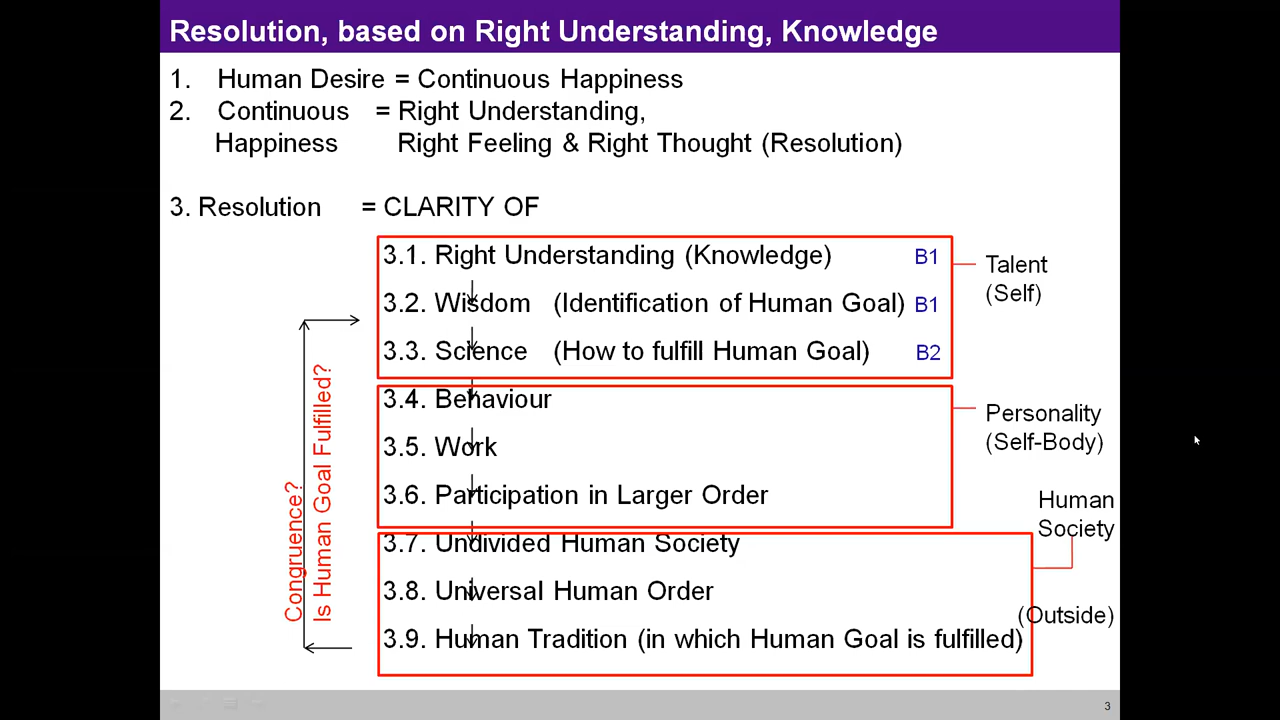 Resolution, based on Right Understanding, Knowledge
1. Human Desire = Continuous Happiness
2. Continuous = Right Understanding,
Happiness Right Feeling & Right Thought (Resolution)
3. Resolution = CLARITY OF
3.1. Right Understanding (Knowledge) B1
3.2. Wisdom (Identification of Human Goal) B1
3.3. Science (How to fulfill Human Goal) B2
Talent
(Self)
3.4. Behaviour
3.5. Work
3.6. Participation in Larger Order
Personality
(Self-Body)
3.7. Undivided Human Society
3.8. Universal Human Order
3.9. Human Tradition (in which Human Goal is fulfilled)
Human
Society
(Outside)
Congruence?
Is Human Goal Fulfilled?
3